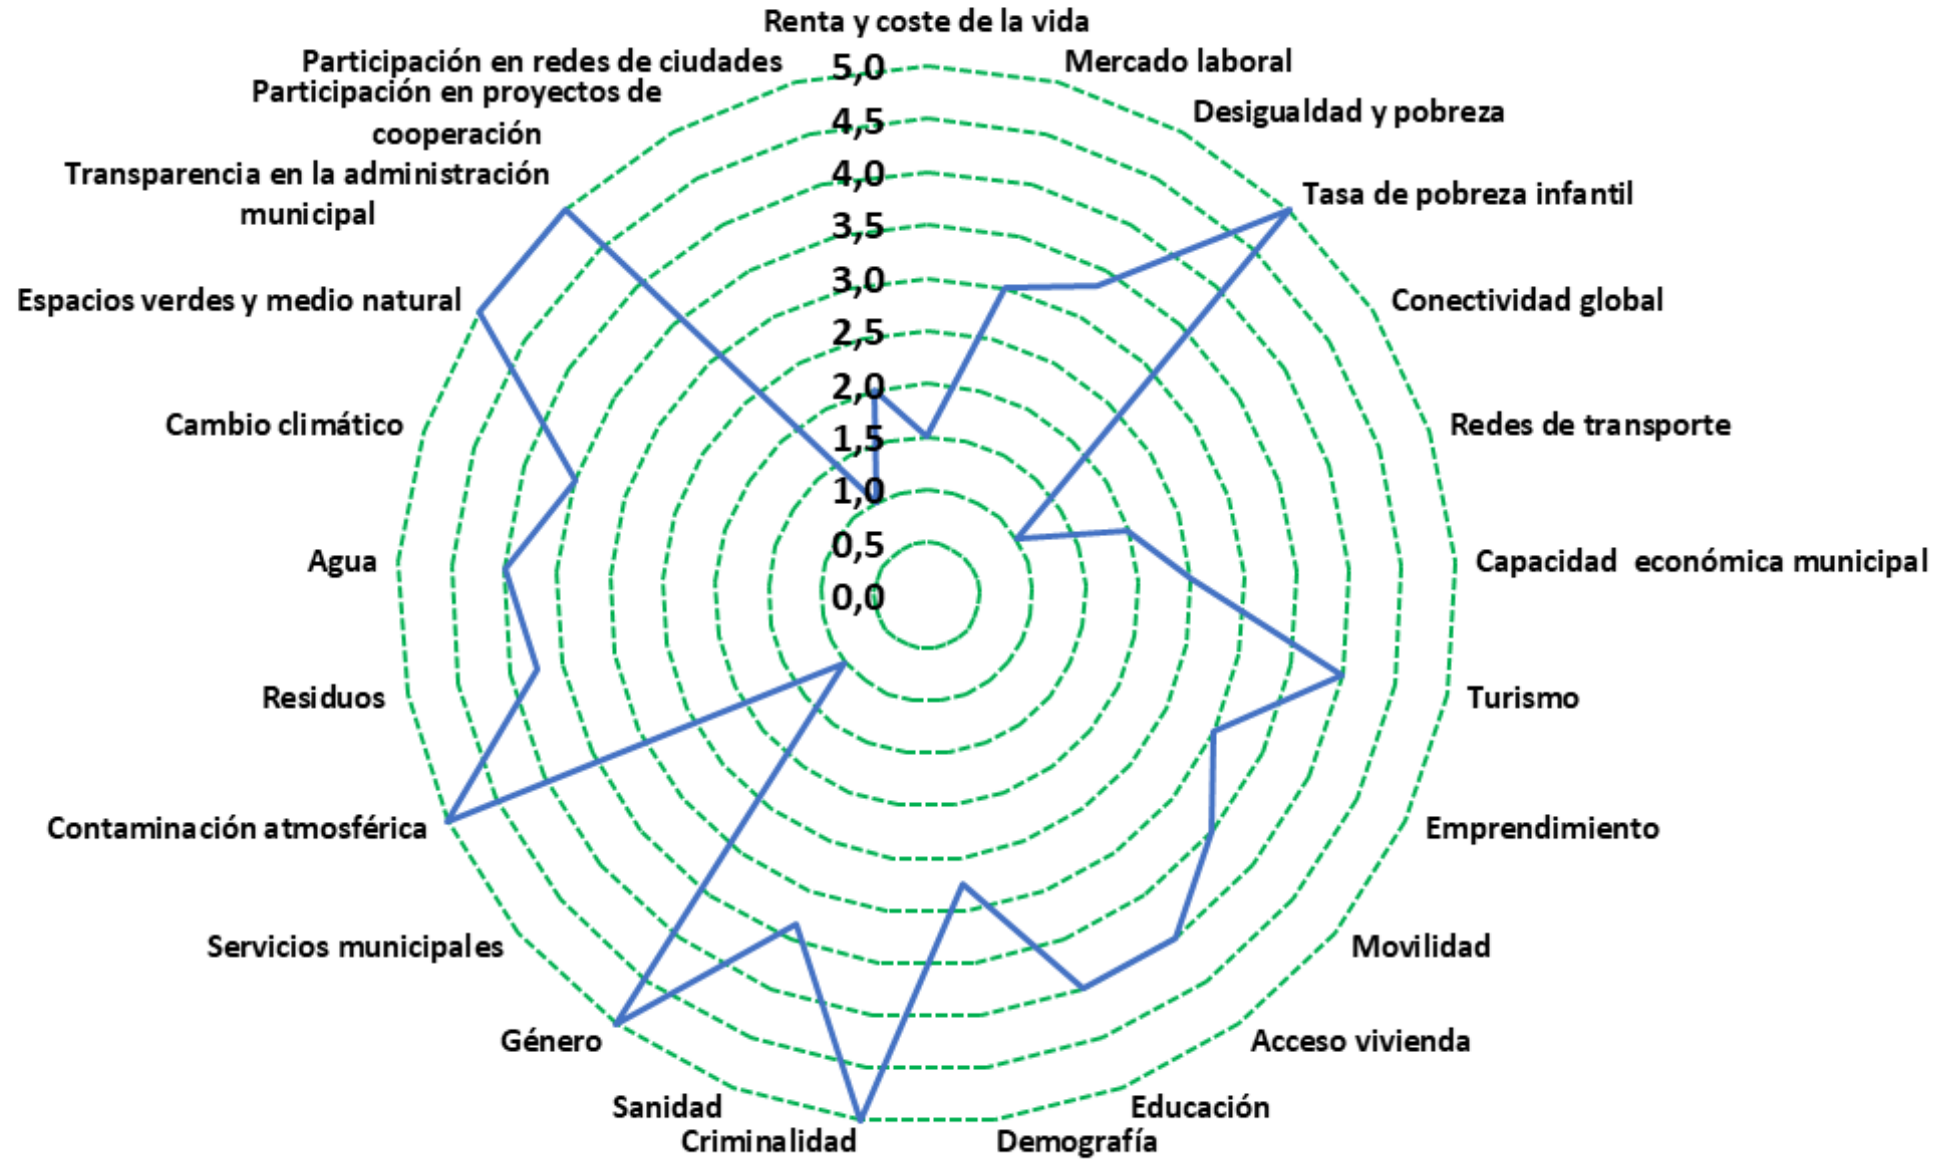 Renta y coste de la vida
Participación en redes de ciudades
Mercado laboral
Participación en proyectos de
cooperación
Desigualdad y pobreza
Transparencia en la administración
municipal
Tasa de pobreza infantil
Espacios verdes y medio natural
Conectividad global
Cambio climático
Redes de transporte
Agua
Capacidad económica municipal
Residuos
Turismo
Contaminación atmosférica
Emprendimiento
Servicios municipales
Movilidad
Género
Acceso vivienda
Sanidad
Educación
Criminalidad
Demografía
5,0
4,5
4,0
3,5
3,0
2,5
2,0
1,5
1,0
0,5
0,0